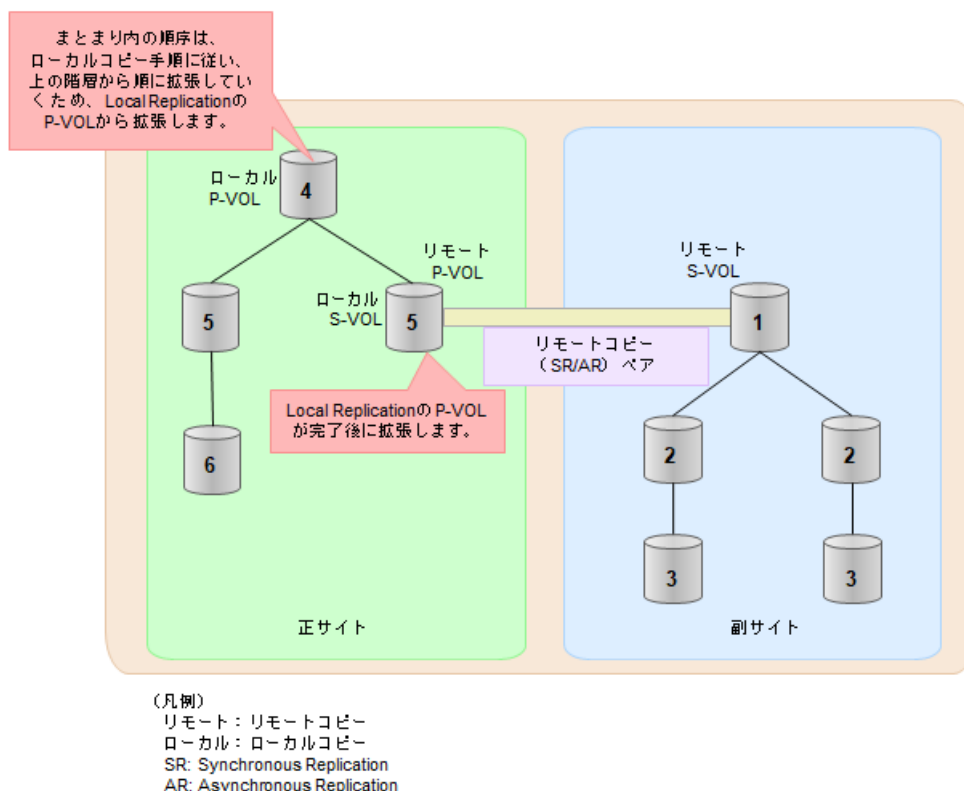 まとまり内の順序は、
ローカルコピー手順に従い、
上の階層から順に拡張してい
くため、Local Replicationの
P-VOLから拡張します。
ローカル
P-VOL
4
リモート
P-VOL
リモート
S-VOL
ローカル
S-VOL
5
5
1
リモートコピー
（SR/AR）ペア
Local ReplicationのP-VOL
が完了後に拡張します。
6
2
2
3
3
正サイト
副サイト
（凡例）
リモート：リモートコピー
ローカル：ローカルコピー
SR: Synchronous Replication
AR: Asynchronous Replication